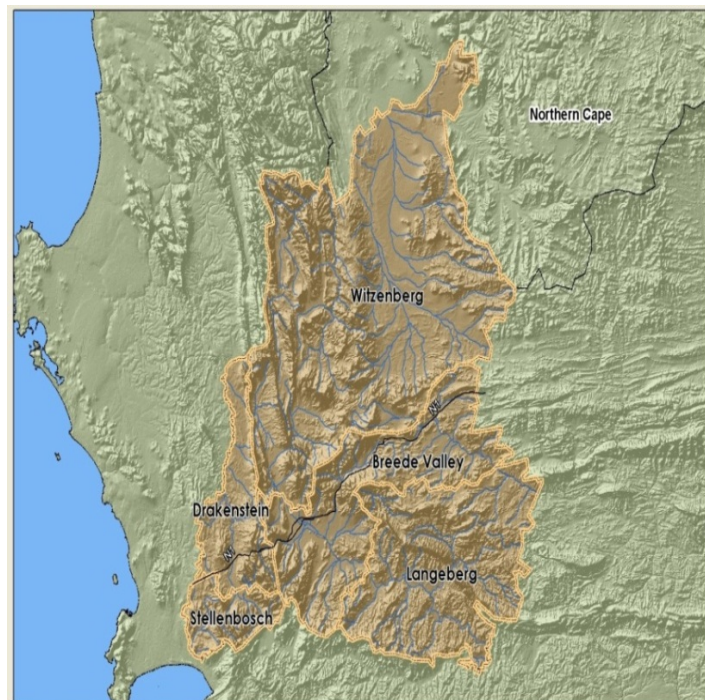 Northern Cape
Witzenberg
N1
Breede Valley
Drakenstein
N1
Langeberg
Stellenbosch